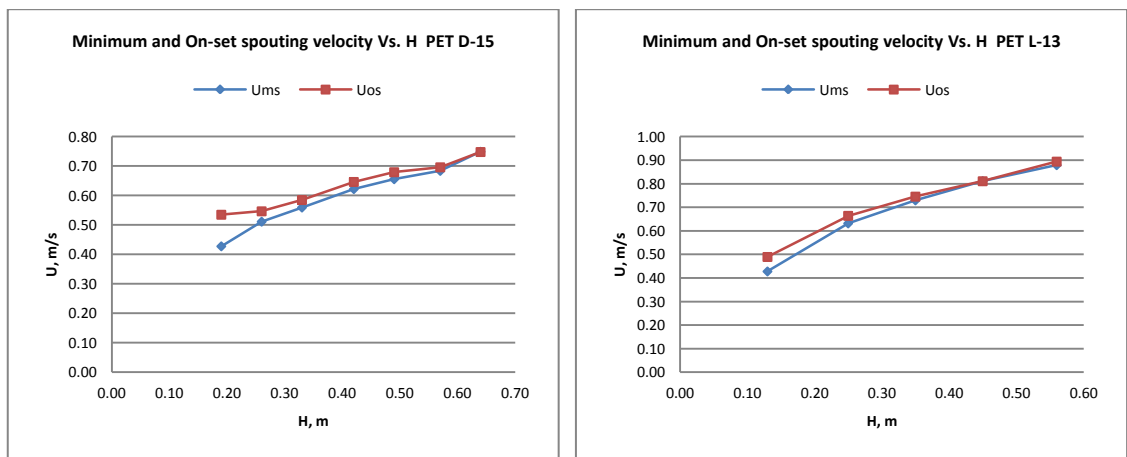 Minimum and On-set spouting velocity Vs. H  PET D-15
Ums
Uos
0.80
0.70
0.60
0.50
0.40
0.30
0.20
0.10
0.00
U, m/s
0.00 0.10 0.20 0.30 0.40 0.50 0.60 0.70
H, m
Minimum and On-set spouting velocity Vs. H  PET L-13
Ums
Uos
1.00
0.90
0.80
0.70
0.60
0.50
0.40
0.30
0.20
0.10
0.00
U, m/s
0.00 0.10 0.20 0.30 0.40 0.50 0.60
H, m